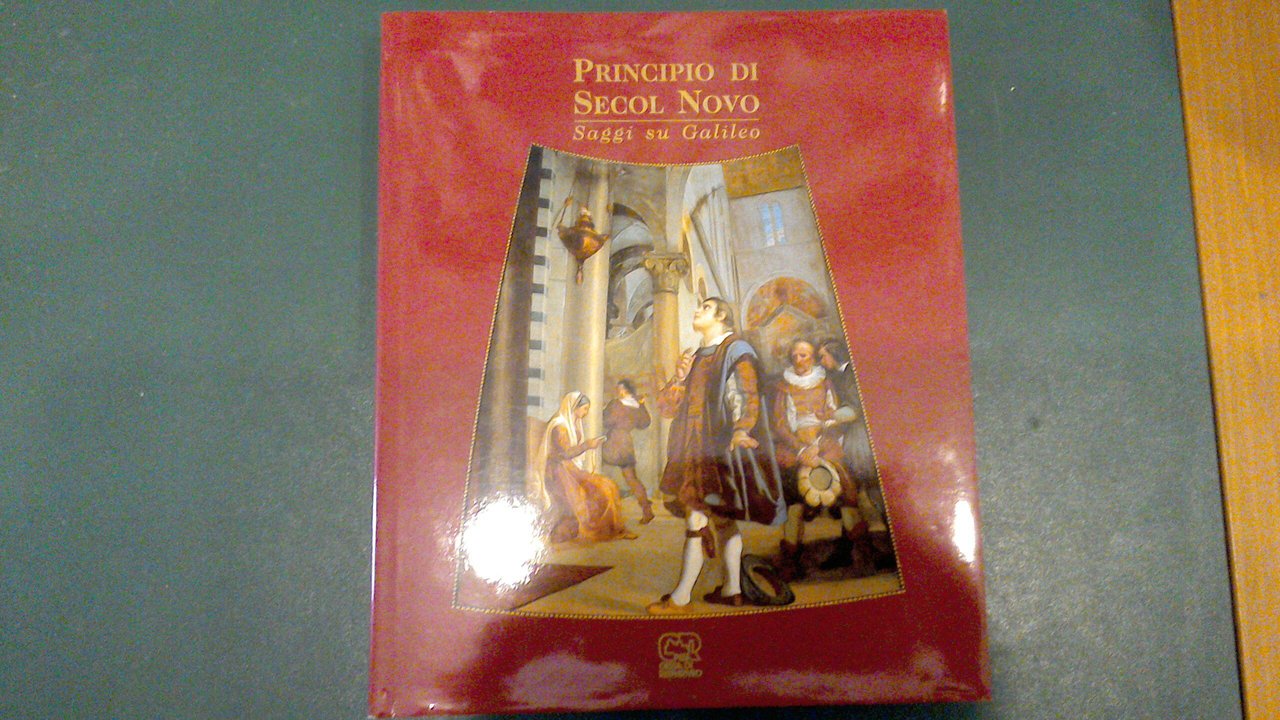 PRINCIPIO DI
SECOL NOVO
Saggi su Galileo